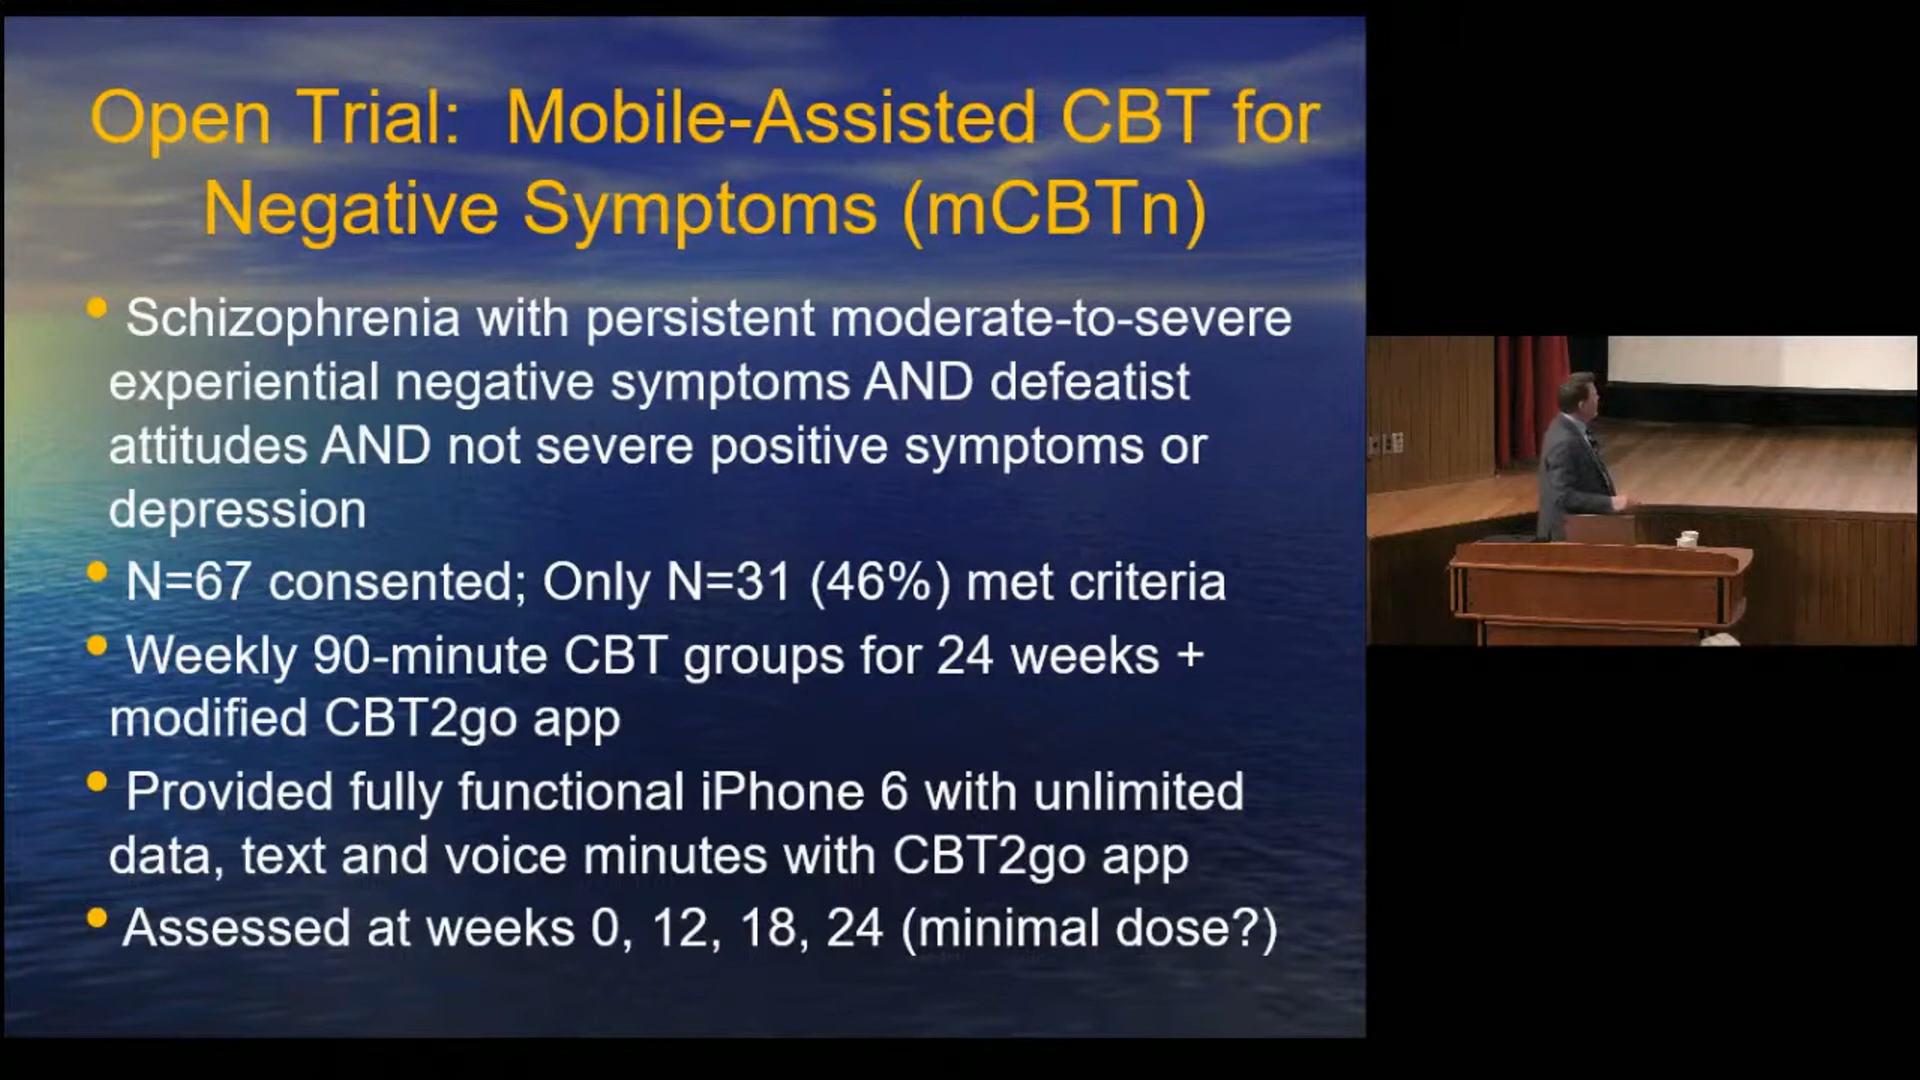 Open Trial: Mobile-Assisted CBT for
Negative Symptoms (mCBTn)
• Schizophrenia with persistent moderate-to-severe
experiential negative symptoms AND defeatist
attitudes AND not severe positive symptoms or
depression
• N=67 consented; Only N=31 (46%) met criteria
• Weekly 90-minute CBT groups for 24 weeks +
modified CBT2go app
• Provided fully functional iPhone 6 with unlimited
data, text and voice minutes with CBT2go app
• Assessed at weeks 0, 12, 18, 24 (minimal dose?)